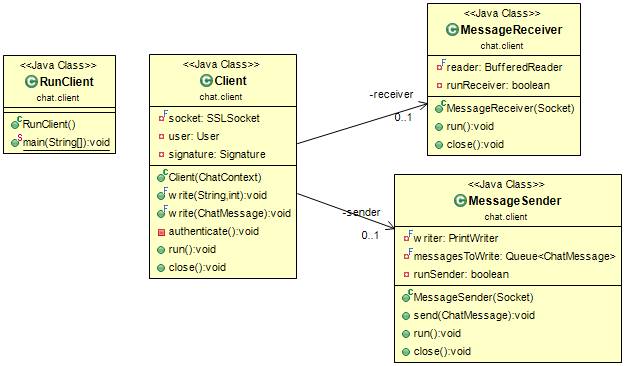 <<Java Class>>
RunClient
chat.client
RunClient()
main(String[]):void
<<Java Class>>
Client
chat.client
socket: SSLSocket
user: User
signature: Signature
Client(ChatContext)
write(String,int):void
write(ChatMessage):void
authenticate():void
run():void
close():void
-receiver
0..1
-sender
0..1
<<Java Class>>
MessageReceiver
chat.client
reader: BufferedReader
runReceiver: boolean
MessageReceiver(Socket)
run():void
close():void
<<Java Class>>
MessageSender
chat.client
writer: PrintWriter
messagesToWrite: Queue<ChatMessage>
runSender: boolean
MessageSender(Socket)
send(ChatMessage):void
run():void
close():void